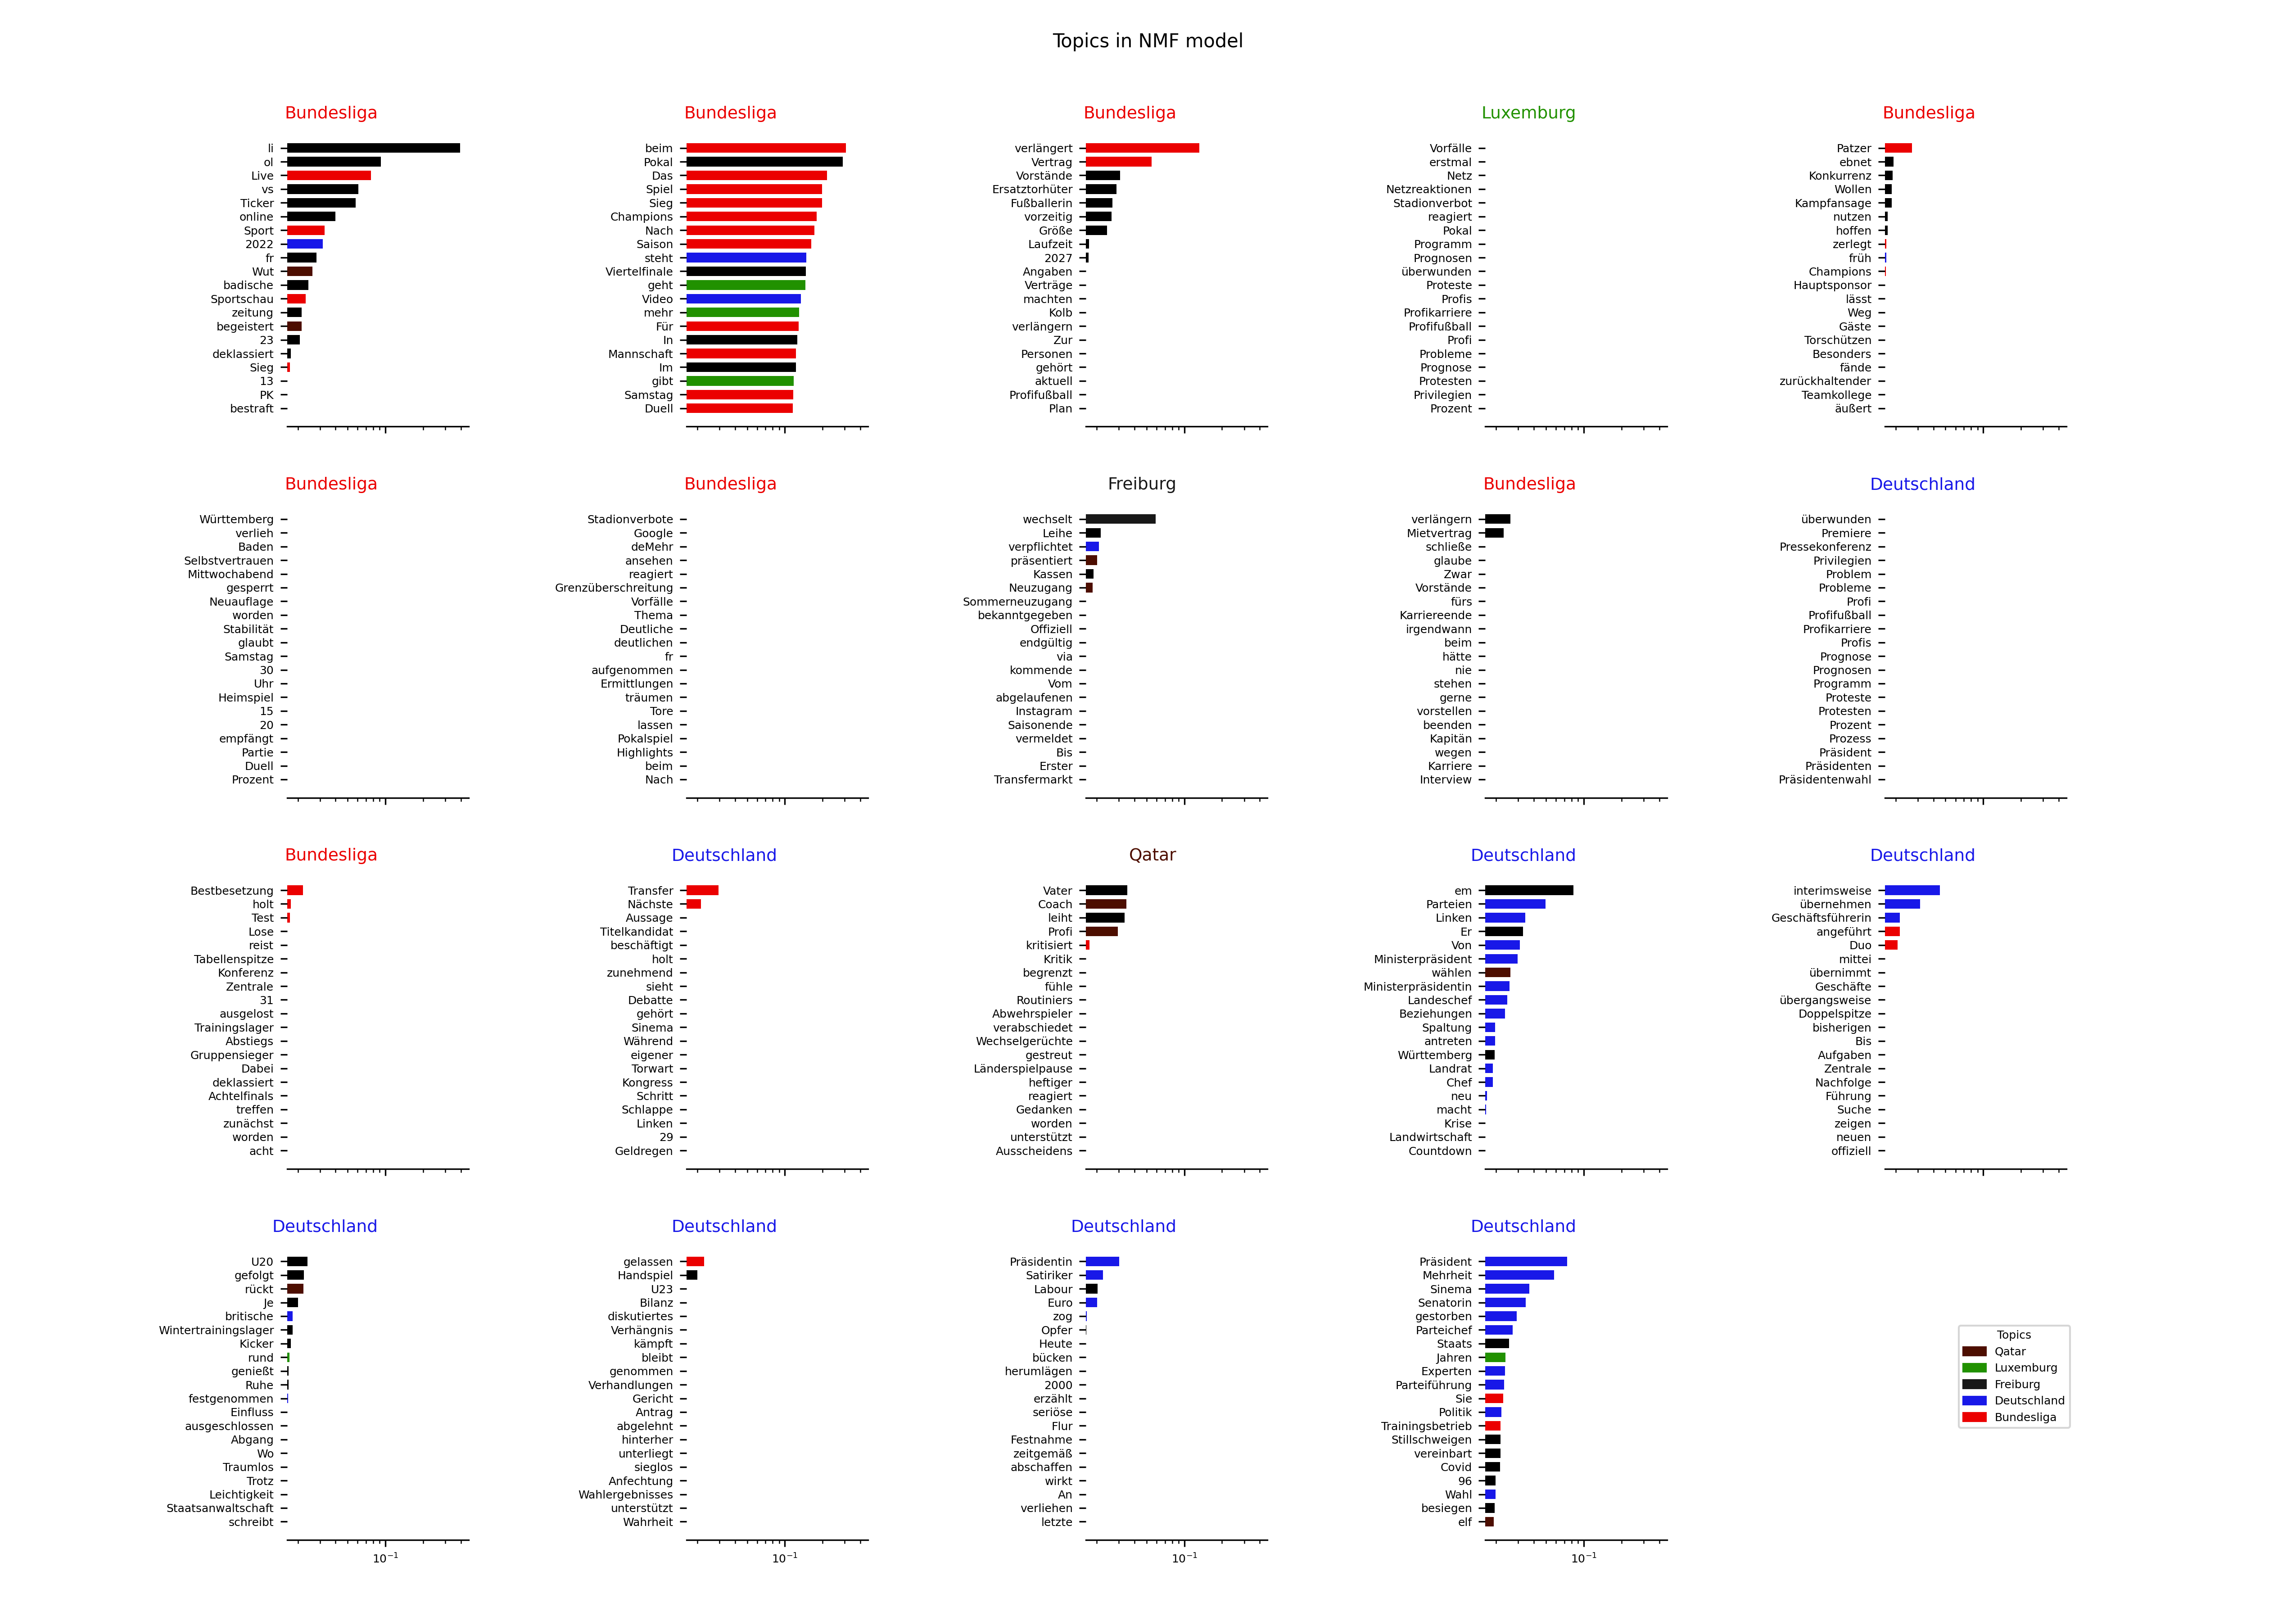 Topics in NMF model
Bundesliga
li
ol
Live
vs
Ticker
online
Sport
2022
fr
Wut
badische
Sportschau
zeitung
begeistert
23
deklassiert
Sieg
13
PK
bestraft
Bundesliga
beim
Pokal
Das
Spiel
Sieg
Champions
Nach
Saison
steht
Viertelfinale
geht
Video
mehr
Für
In
Mannschaft
Im
gibt
Samstag
Duell
Bundesliga
verlängert
Vertrag
Vorstände
Ersatztorhüter
Fußballerin
vorzeitig
Größe
Laufzeit
2027
Angaben
Verträge
machten
Kolb
verlängern
Zur
Personen
gehört
aktuell
Profifußball
Plan
Luxemburg
Vorfälle
erstmal
Netz
Netzreaktionen
Stadionverbot
reagiert
Pokal
Programm
Prognosen
überwunden
Proteste
Profis
Profikarriere
Profifußball
Profi
Probleme
Prognose
Protesten
Privilegien
Prozent
Bundesliga
Patzer
ebnet
Konkurrenz
Wollen
Kampfansage
nutzen
hoffen
zerlegt
früh
Champions
Hauptsponsor
lässt
Weg
Gäste
Torschützen
Besonders
fände
zurückhaltender
Teamkollege
äußert
Bundesliga
Württemberg
verlieh
Baden
Selbstvertrauen
Mittwochabend
gesperrt
Neuauflage
worden
Stabilität
glaubt
Samstag
30
Uhr
Heimspiel
15
20
empfängt
Partie
Duell
Prozent
Bundesliga
Stadionverbote
Google
deMehr
ansehen
reagiert
Grenzüberschreitung
Vorfälle
Thema
Deutliche
deutlichen
fr
aufgenommen
Ermittlungen
träumen
Tore
lassen
Pokalspiel
Highlights
beim
Nach
Freiburg
wechselt
Leihe
verpflichtet
präsentiert
Kassen
Neuzugang
Sommerneuzugang
bekanntgegeben
Offiziell
endgültig
via
kommende
Vom
abgelaufenen
Instagram
Saisonende
vermeldet
Bis
Erster
Transfermarkt
Bundesliga
verlängern
Mietvertrag
schließe
glaube
Zwar
Vorstände
fürs
Karriereende
irgendwann
beim
hätte
nie
stehen
gerne
vorstellen
beenden
Kapitän
wegen
Karriere
Interview
Deutschland
überwunden
Premiere
Pressekonferenz
Privilegien
Problem
Probleme
Profi
Profifußball
Profikarriere
Profis
Prognose
Prognosen
Programm
Proteste
Protesten
Prozent
Prozess
Präsident
Präsidenten
Präsidentenwahl
Bundesliga
Bestbesetzung
holt
Test
Lose
reist
Tabellenspitze
Konferenz
Zentrale
31
ausgelost
Trainingslager
Abstiegs
Gruppensieger
Dabei
deklassiert
Achtelfinals
treffen
zunächst
worden
acht
Deutschland
Transfer
Nächste
Aussage
Titelkandidat
beschäftigt
holt
zunehmend
sieht
Debatte
gehört
Sinema
Während
eigener
Torwart
Kongress
Schritt
Schlappe
Linken
29
Geldregen
Qatar
Vater
Coach
leiht
Profi
kritisiert
Kritik
begrenzt
fühle
Routiniers
Abwehrspieler
verabschiedet
Wechselgerüchte
gestreut
Länderspielpause
heftiger
reagiert
Gedanken
worden
unterstützt
Ausscheidens
Deutschland
em
Parteien
Linken
Er
Von
Ministerpräsident
wählen
Ministerpräsidentin
Landeschef
Beziehungen
Spaltung
antreten
Württemberg
Landrat
Chef
neu
macht
Krise
Landwirtschaft
Countdown
Deutschland
interimsweise
übernehmen
Geschäftsführerin
angeführt
Duo
mittei
übernimmt
Geschäfte
übergangsweise
Doppelspitze
bisherigen
Bis
Aufgaben
Zentrale
Nachfolge
Führung
Suche
zeigen
neuen
offiziell
Deutschland
U20
gefolgt
rückt
Je
britische
Wintertrainingslager
Kicker
rund
genießt
Ruhe
festgenommen
Einfluss
ausgeschlossen
Abgang
Wo
Traumlos
Trotz
Leichtigkeit
Staatsanwaltschaft
schreibt
10⁻¹
Deutschland
gelassen
Handspiel
U23
Bilanz
diskutiertes
Verhängnis
kämpft
bleibt
genommen
Verhandlungen
Gericht
Antrag
abgelehnt
hinterher
unterliegt
sieglos
Anfechtung
Wahlergebnisses
unterstützt
Wahrheit
10⁻¹
Deutschland
Präsidentin
Satiriker
Labour
Euro
zog
Opfer
Heute
bücken
herumlägen
2000
erzählt
seriöse
Flur
Festnahme
zeitgemäß
abschaffen
wirkt
An
verliehen
letzte
10⁻¹
Deutschland
Präsident
Mehrheit
Sinema
Senatorin
gestorben
Parteichef
Staats
Jahren
Experten
Parteiführung
Sie
Politik
Trainingsbetrieb
Stillschweigen
vereinbart
Covid
96
Wahl
besiegen
elf
10⁻¹
Topics
Qatar
Luxemburg
Freiburg
Deutschland
Bundesliga